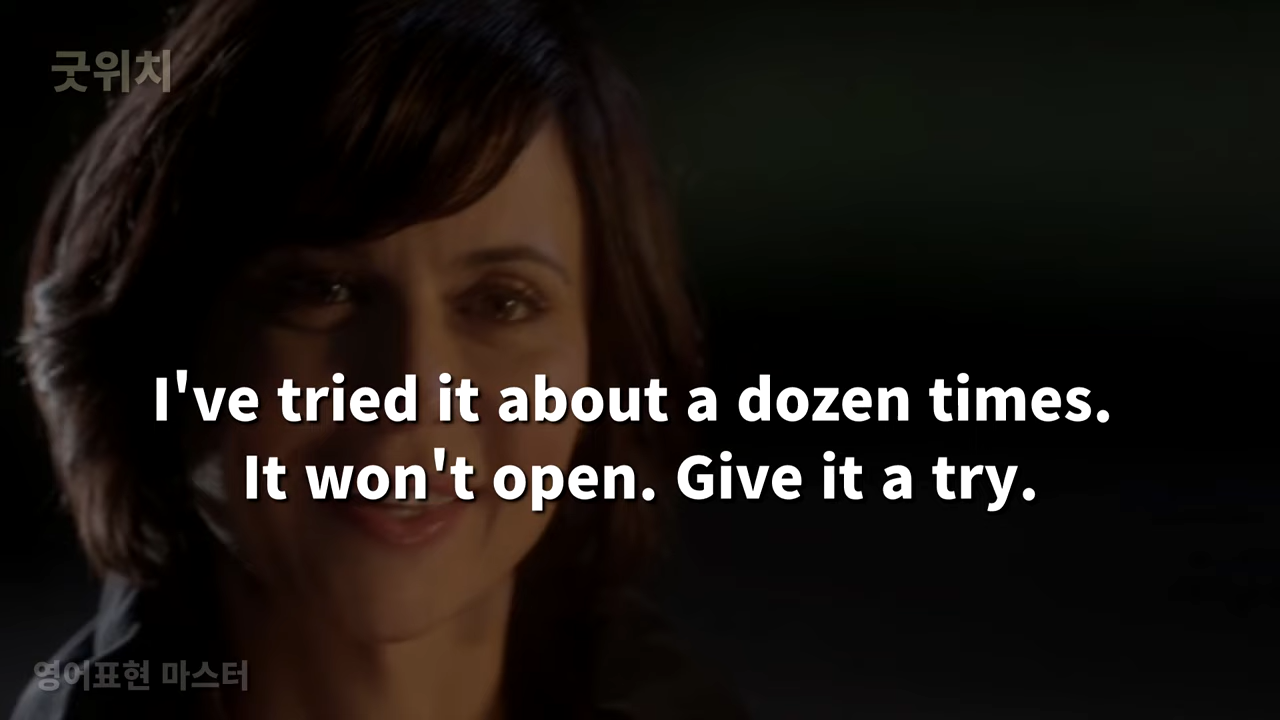 굿위치
I've tried it about a dozen times.
It won't open. Give it a try.
영어표현 마스터